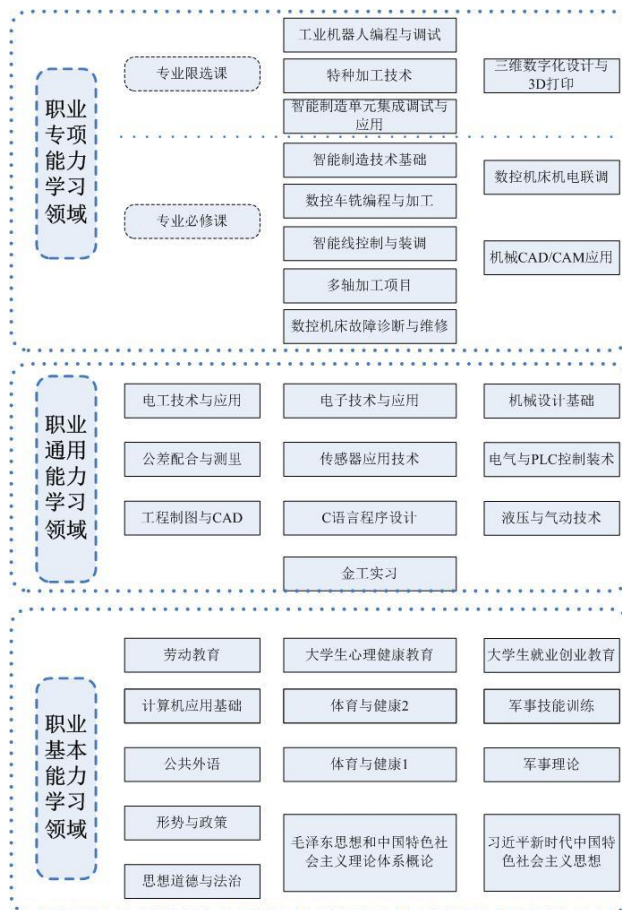 职业
专项
能力
学习
领域
专业限选课
工业机器人编程与调试
特种加工技术
智能制造单元集成调试与
应用
三维数字化设计与
3D打印
专业必修课
智能制造技术基础
数控车铣编程与加工
智能线控制与装调
多轴加工项目
数控机床故障诊断与维修
数控机床机电联调
机械CAD/CAM应用
职业
通用
能力
学习
领域
电工技术与应用
电子技术与应用
机械设计基础
公差配合与测里
传感器应用技术
电气与PLC控制装术
工程制图与CAD
C语言程序设计
液压与气动技术
金工实习
职业
基本
能力
学习
领域
劳动教育
大学生心理健康教育
大学生就业创业教育
计算机应用基础
体育与健康2
军事技能训练
公共外语
体育与健康1
军事理论
形势与政策
思想道德与法治
毛泽东思想和中国特色社
会主义理论体系概论
习近平新时代中国特
色社会主义思想